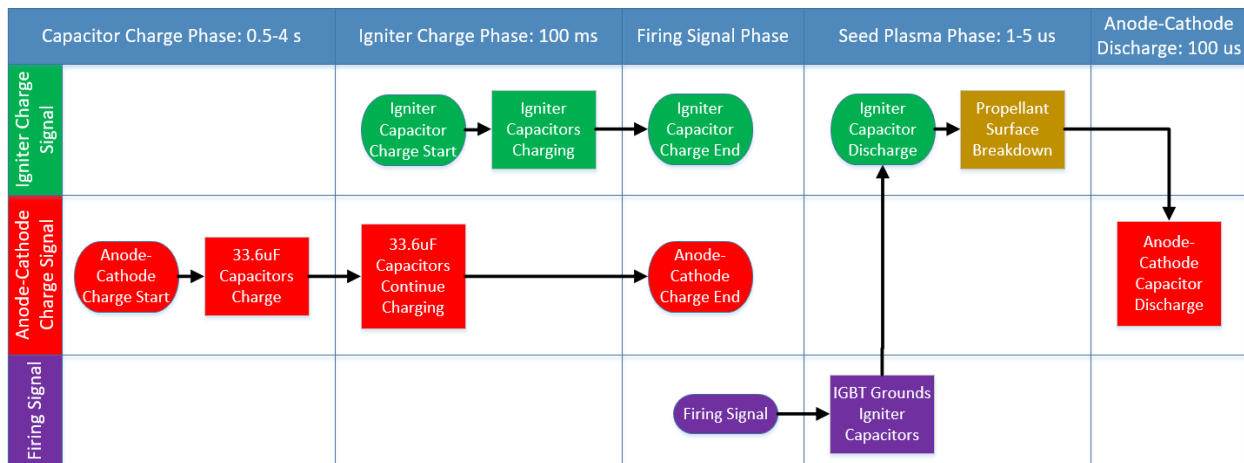 Capacitor Charge Phase: 0.5-4 s
Igniter Charge Phase: 100 ms
Firing Signal Phase
Seed Plasma Phase: 1-5 us
Anode-Cathode
Discharge: 100 us
Igniter Charge
Signal
Igniter
Capacitor
Charge Start
Igniter
Capacitors
Charging
Igniter
Capacitor
Charge End
Igniter
Capacitor
Discharge
Propellant
Surface
Breakdown
Anode-Cathode
Charge Signal
Anode-
Cathode
Charge Start
33.6uF
Capacitors
Charge
33.6uF
Capacitors
Continue
Charging
Anode-
Cathode
Charge End
Anode-
Cathode
Capacitor
Discharge
Firing Signal
Firing Signal
IGBT Grounds
Igniter
Capacitors